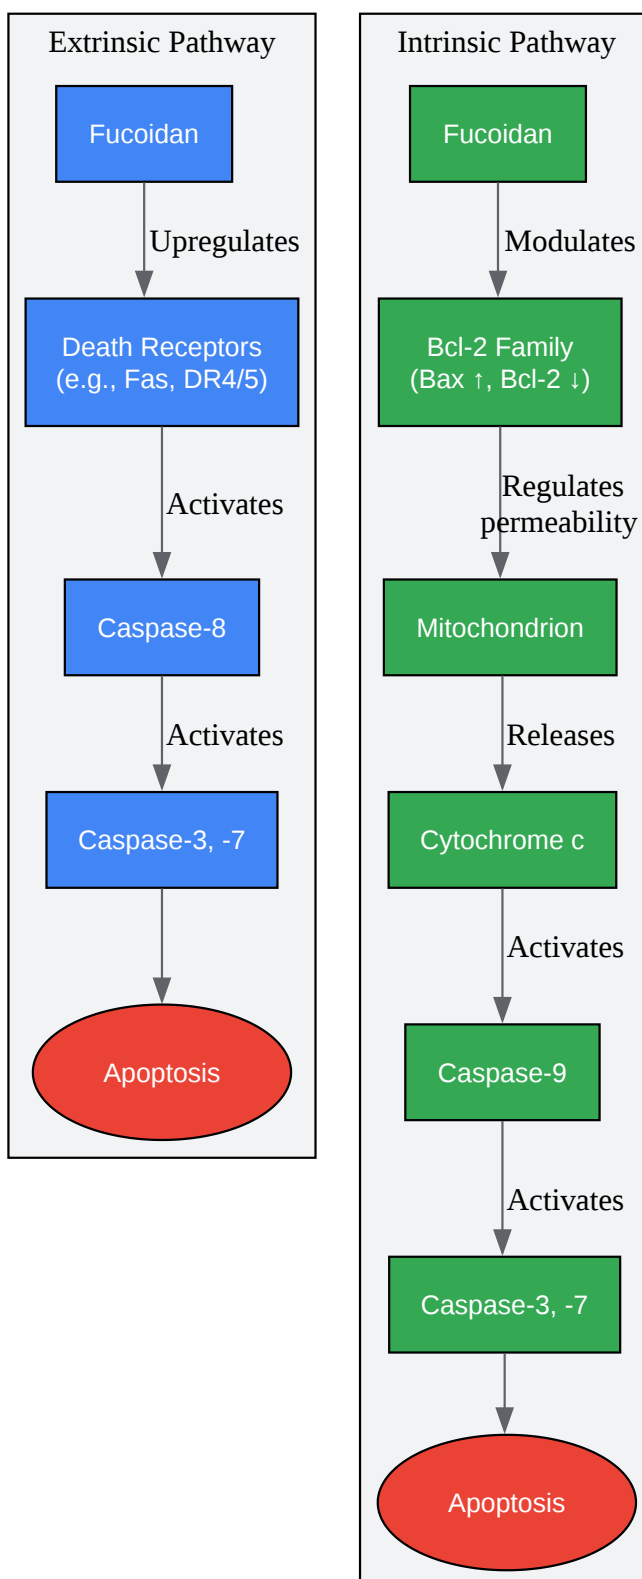 Extrinsic Pathway
Fucoidan
Upregulates
Death Receptors
(e.g., Fas, DR4/5)
Activates
Caspase-8
Activates
Caspase-3, -7
Apoptosis
Intrinsic Pathway
Fucoidan
Modulates
Bcl-2 Family
(Bax ↑, Bcl-2 ↓)
Regulates
permeability
Mitochondrion
Releases
Cytochrome c
Activates
Caspase-9
Activates
Caspase-3, -7
Apoptosis